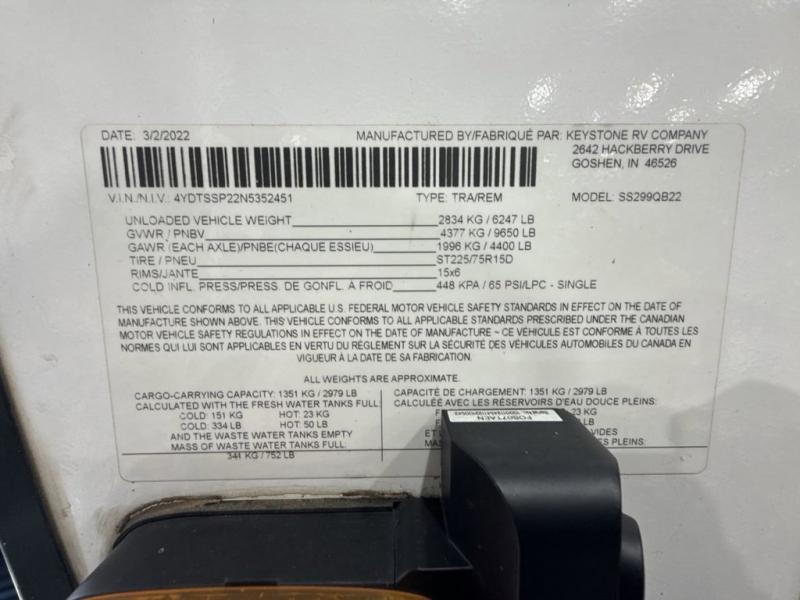 DATE: 3/2/2022 MANUFACTURED BY/FABRIQUÉ PAR: KEYSTONE RV COMPANY
2642 HACKBERRY DRIVE
GOSHEN, IN 46526
V.I.N./N.I.V.: 4YDTSSP22N5352451 TYPE: TRA/REM MODEL: SS299QB22
UNLOADED VEHICLE WEIGHT 2834 KG / 6247 LB
GVWR / PNBV 4377 KG / 9650 LB
GAWR (EACH AXLE)/PNBE(CHAQUE ESSIEU) 1996 KG / 4400 LB
TIRE / PNEU ST225/75R15D
RIMS/JANTE 15x6
COLD INFL. PRESS/PRESS. DE GONFL. À FROID 448 KPA / 65 PSI/LPC - SINGLE
THIS VEHICLE CONFORMS TO ALL APPLICABLE U.S. FEDERAL MOTOR VEHICLE SAFETY STANDARDS IN EFFECT ON THE DATE OF
MANUFACTURE SHOWN ABOVE. THIS VEHICLE CONFORMS TO ALL APPLICABLE STANDARDS PRESCRIBED UNDER THE CANADIAN
MOTOR VEHICLE SAFETY REGULATIONS IN EFFECT ON THE DATE OF MANUFACTURE ~ CE VÉHICULE EST CONFORME À TOUTES LES
NORMES QUI LUI SONT APPLICABLES EN VERTU DU RÈGLEMENT SUR LA SÉCURITÉ DES VÉHICULES AUTOMOBILES DU CANADA EN
VIGUEUR À LA DATE DE SA FABRICATION.
ALL WEIGHTS ARE APPROXIMATE.
CARGO-CARRYING CAPACITY: 1351 KG / 2979 LB
CALCULATED WITH THE FRESH WATER TANKS FULL:
COLD: 151 KG HOT: 23 KG
COLD: 334 LB HOT: 50 LB
AND THE WASTE WATER TANKS EMPTY
MASS OF WASTE WATER TANKS FULL:
341 KG / 752 LB
CAPACITÉ DE CHARGEMENT: 1351 KG / 2979 LB
CALCULÉE AVEC LES RÉSERVOIRS D'EAU DOUCE PLEINS:
23 KG
LB
ET
VIDES
M
PLEINS:
FOS07TAEN